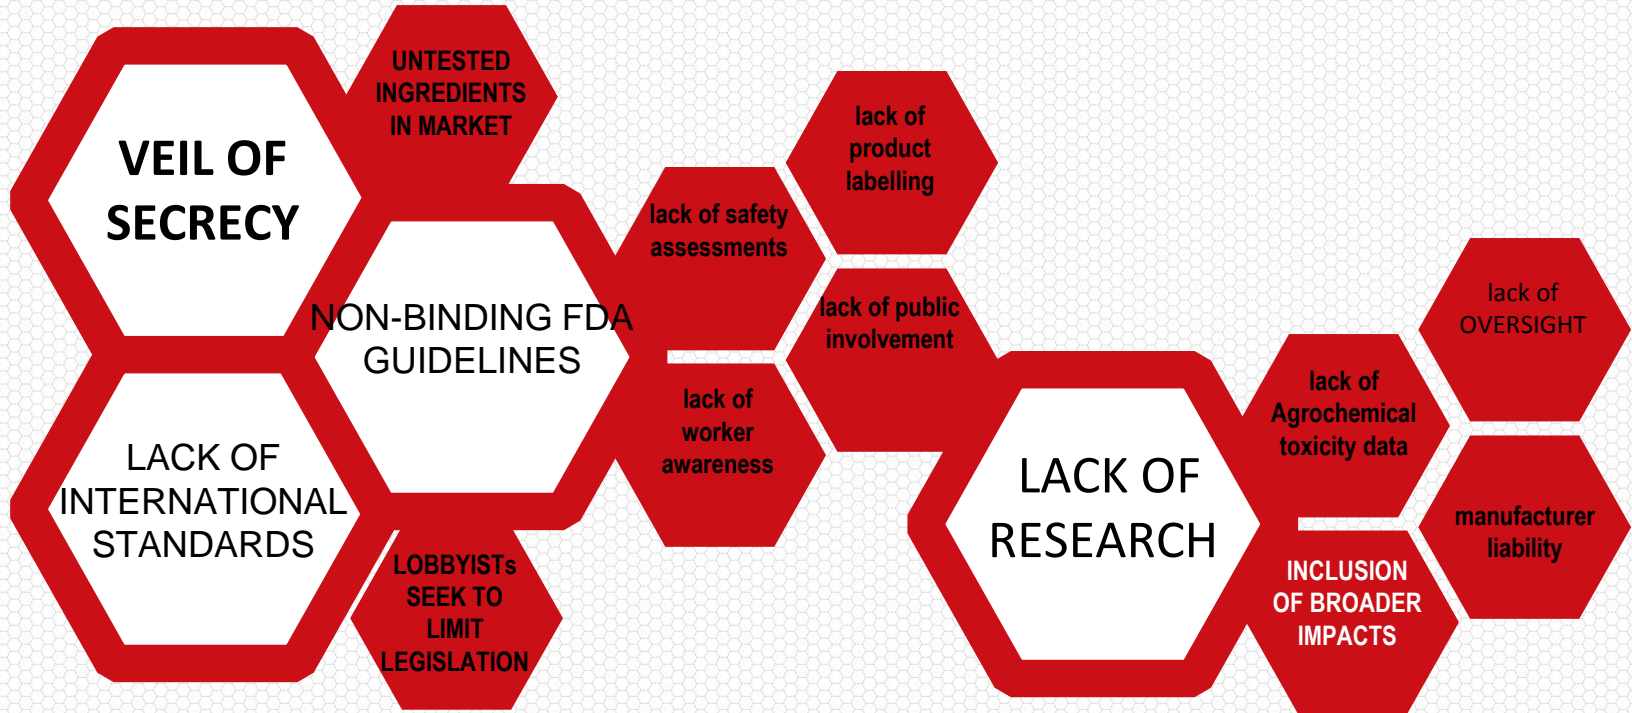 UNTESTED
INGREDIENTS
IN MARKET
VEIL OF
SECRECY
lack of
product
labelling
lack of safety
assessments
NON-BINDING FDA
GUIDELINES
lack of public
involvement
lack of
worker
awareness
LACK OF
INTERNATIONAL
STANDARDS
LOBBYISTs
SEEK TO
LIMIT
LEGISLATION
LACK OF
RESEARCH
lack of
Agrochemical
toxicity data
lack of
OVERSIGHT
manufacturer
liability
INCLUSION
OF BROADER
IMPACTS